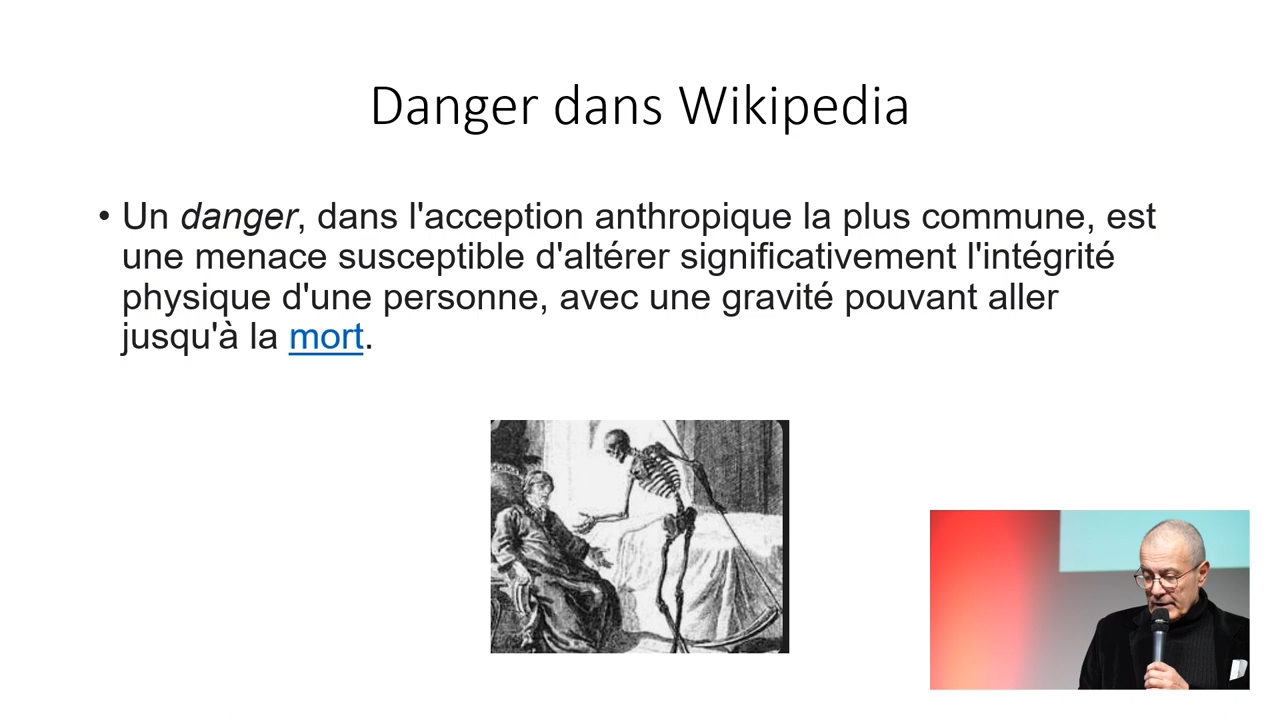 Danger dans Wikipedia
• Un danger, dans l'acception anthropique la plus commune, est
une menace susceptible d'altérer significativement l'intégrité
physique d'une personne, avec une gravité pouvant aller
jusqu'à la mort.